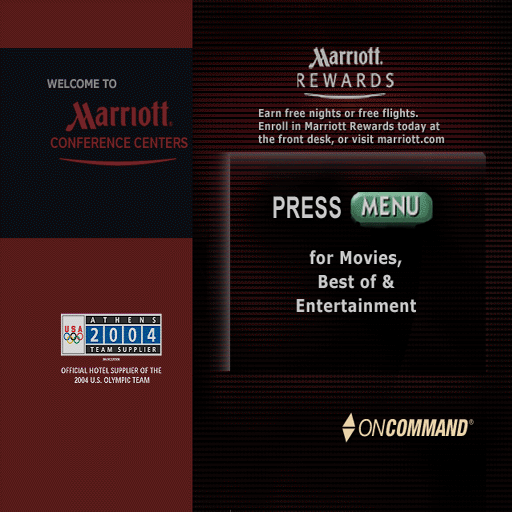 WELCOME TO
Marriott.
CONFERENCE CENTERS
Marriott.
REWARDS
Earn free nights or free flights.
Enroll in Marriott Rewards today at
the front desk, or visit marriott.com
PRESS MENU
for Movies,
Best of &
Entertainment
USA
ATHENS
2004
TEAM SUPPLIER
OFFICIAL HOTEL SUPPLIER OF THE
2004 U.S. OLYMPIC TEAM
ONCOMMAND®